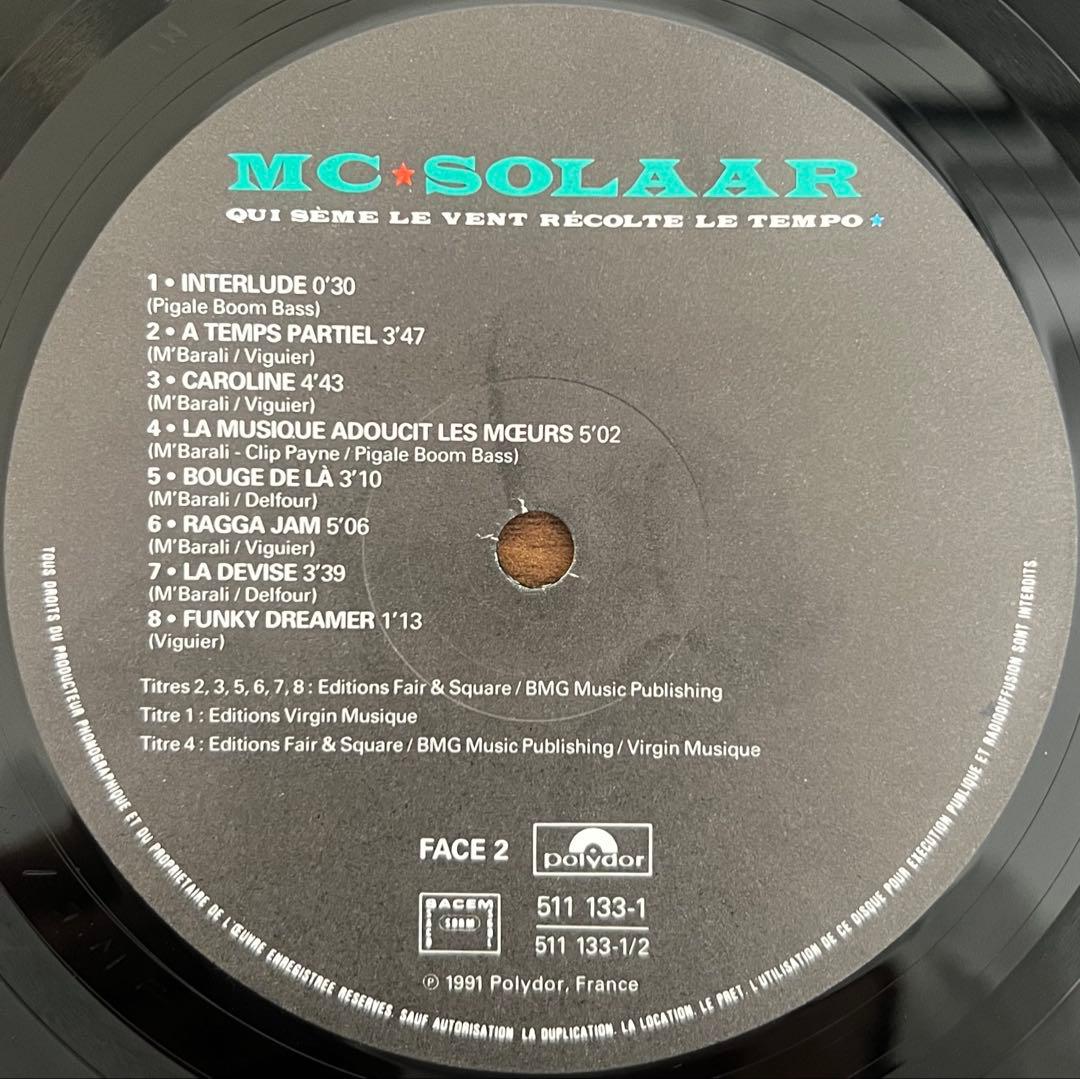 MC★SOLAAR
QUI SÈME LE VENT RÉCOLTE LE TEMPO★
1 • INTERLUDE 0'30
(Pigale Boom Bass)
2 • A TEMPS PARTIEL 3'47
(M'Barali / Viguier)
3 • CAROLINE 4'43
(M'Barali / Viguier)
4 • LA MUSIQUE ADOUCIT LES MŒURS 5'02
(M'Barali - Clip Payne / Pigale Boom Bass)
5 • BOUGE DE LÀ 3'10
(M'Barali / Delfour)
6 • RAGGA JAM 5'06
(M'Barali / Viguier)
7 • LA DEVISE 3'39
(M'Barali / Delfour)
8 • FUNKY DREAMER 1'13
(Viguier)
Titres 2, 3, 5, 6, 7, 8 : Editions Fair & Square / BMG Music Publishing
Titre 1 : Editions Virgin Musique
Titre 4 : Editions Fair & Square / BMG Music Publishing / Virgin Musique
FACE 2
polydor
SACEM
SACD
SDRM
511 133-1
511 133-1/2
℗ 1991 Polydor, France
TOUS DROITS DU PRODUCTEUR PHONOGRAPHIQUE ET DU PROPRIETAIRE DE L'ŒUVRE ENREGISTREE RESERVES. SAUF AUTORISATION LA DUPLICATION, LA LOCATION, LE PRET, L'UTILISATION DE CE DISQUE POUR EXECUTION PUBLIQUE ET RADIODIFFUSION SONT INTERDITS